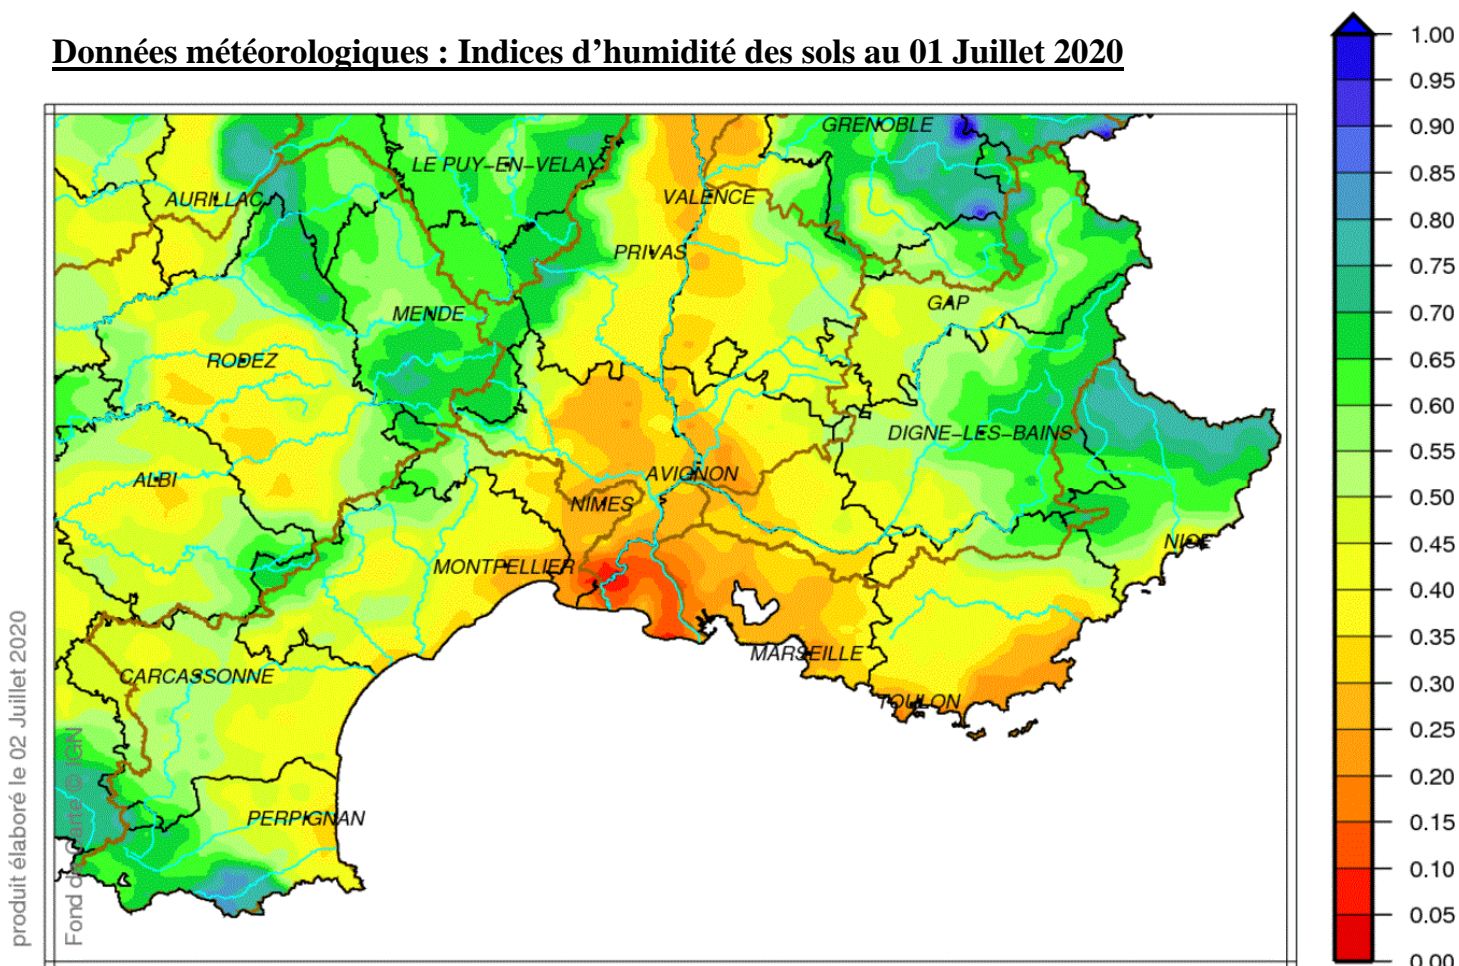 Données météorologiques : Indices d’humidité des sols au 01 Juillet 2020
1.00
0.95
0.90
0.85
0.80
0.75
0.70
0.65
0.60
0.55
0.50
0.45
0.40
0.35
0.30
0.25
0.20
0.15
0.10
0.05
0.00
GRENOBLE
LE PUY-EN-VELAY
AURILLAC
VALENCE
PRIVAS
GAP
MENDE
RODEZ
DIGNE-LES-BAINS
ALBI
AVIGNON
NIMES
NICE
MONTPELLIER
MARSEILLE
CARCASSONNE
TOULON
PERPIGNAN
produit élaboré le 02 Juillet 2020
Fond de carte © IGN